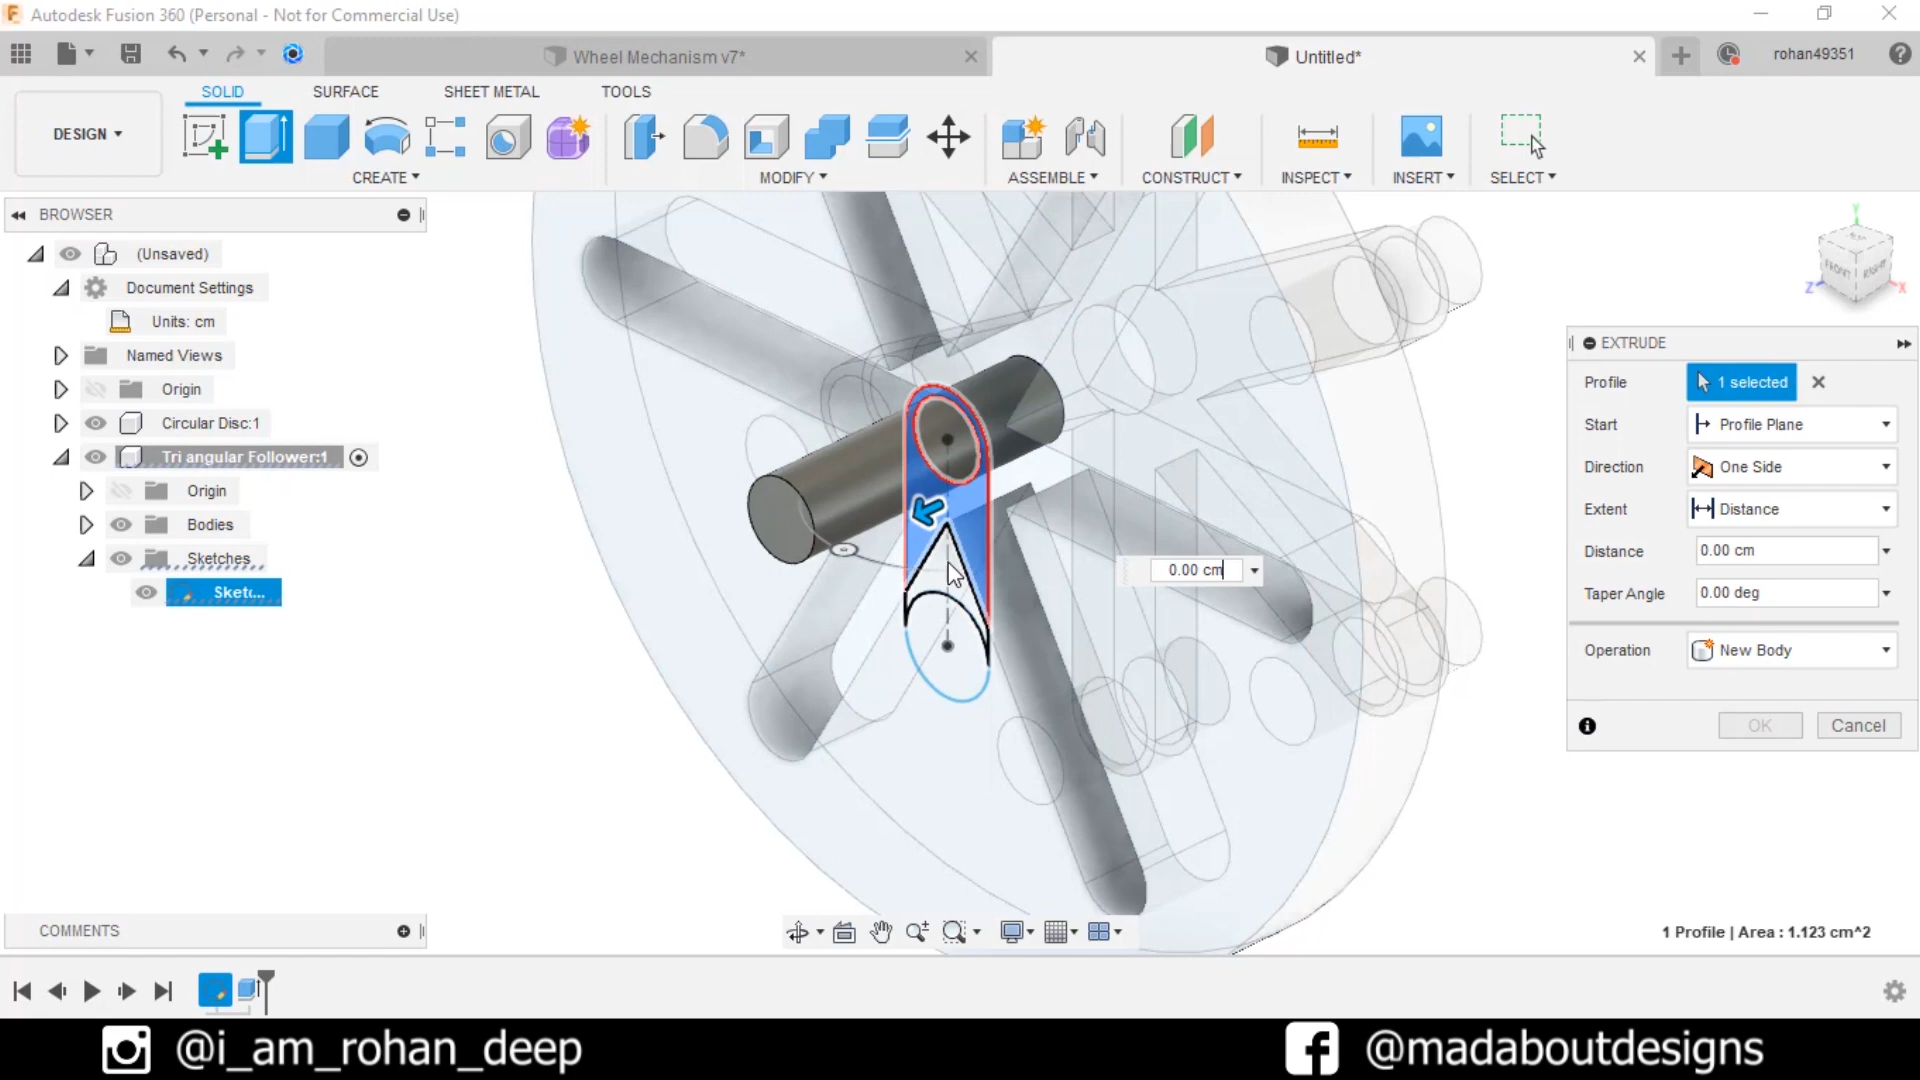 Autodesk Fusion 360 (Personal - Not for Commercial Use)
Wheel Mechanism v7*
Untitled*
rohan49351
SOLID
SURFACE
SHEET METAL
TOOLS
DESIGN
CREATE
MODIFY
ASSEMBLE
CONSTRUCT
INSPECT
INSERT
SELECT
BROWSER
(Unsaved)
Document Settings
Units: cm
Named Views
Origin
Circular Disc:1
Tri angular Follower:1
Origin
Bodies
Sketches
Sketc...
Y
FRONT
RIGHT
Z
X
EXTRUDE
Profile 1 selected
Start Profile Plane
Direction One Side
Extent Distance
Distance 0.00 cm
Taper Angle 0.00 deg
Operation New Body
OK Cancel
0.00 cm
COMMENTS
1 Profile | Area : 1.123 cm^2
@i_am_rohan_deep
@madaboutdesigns